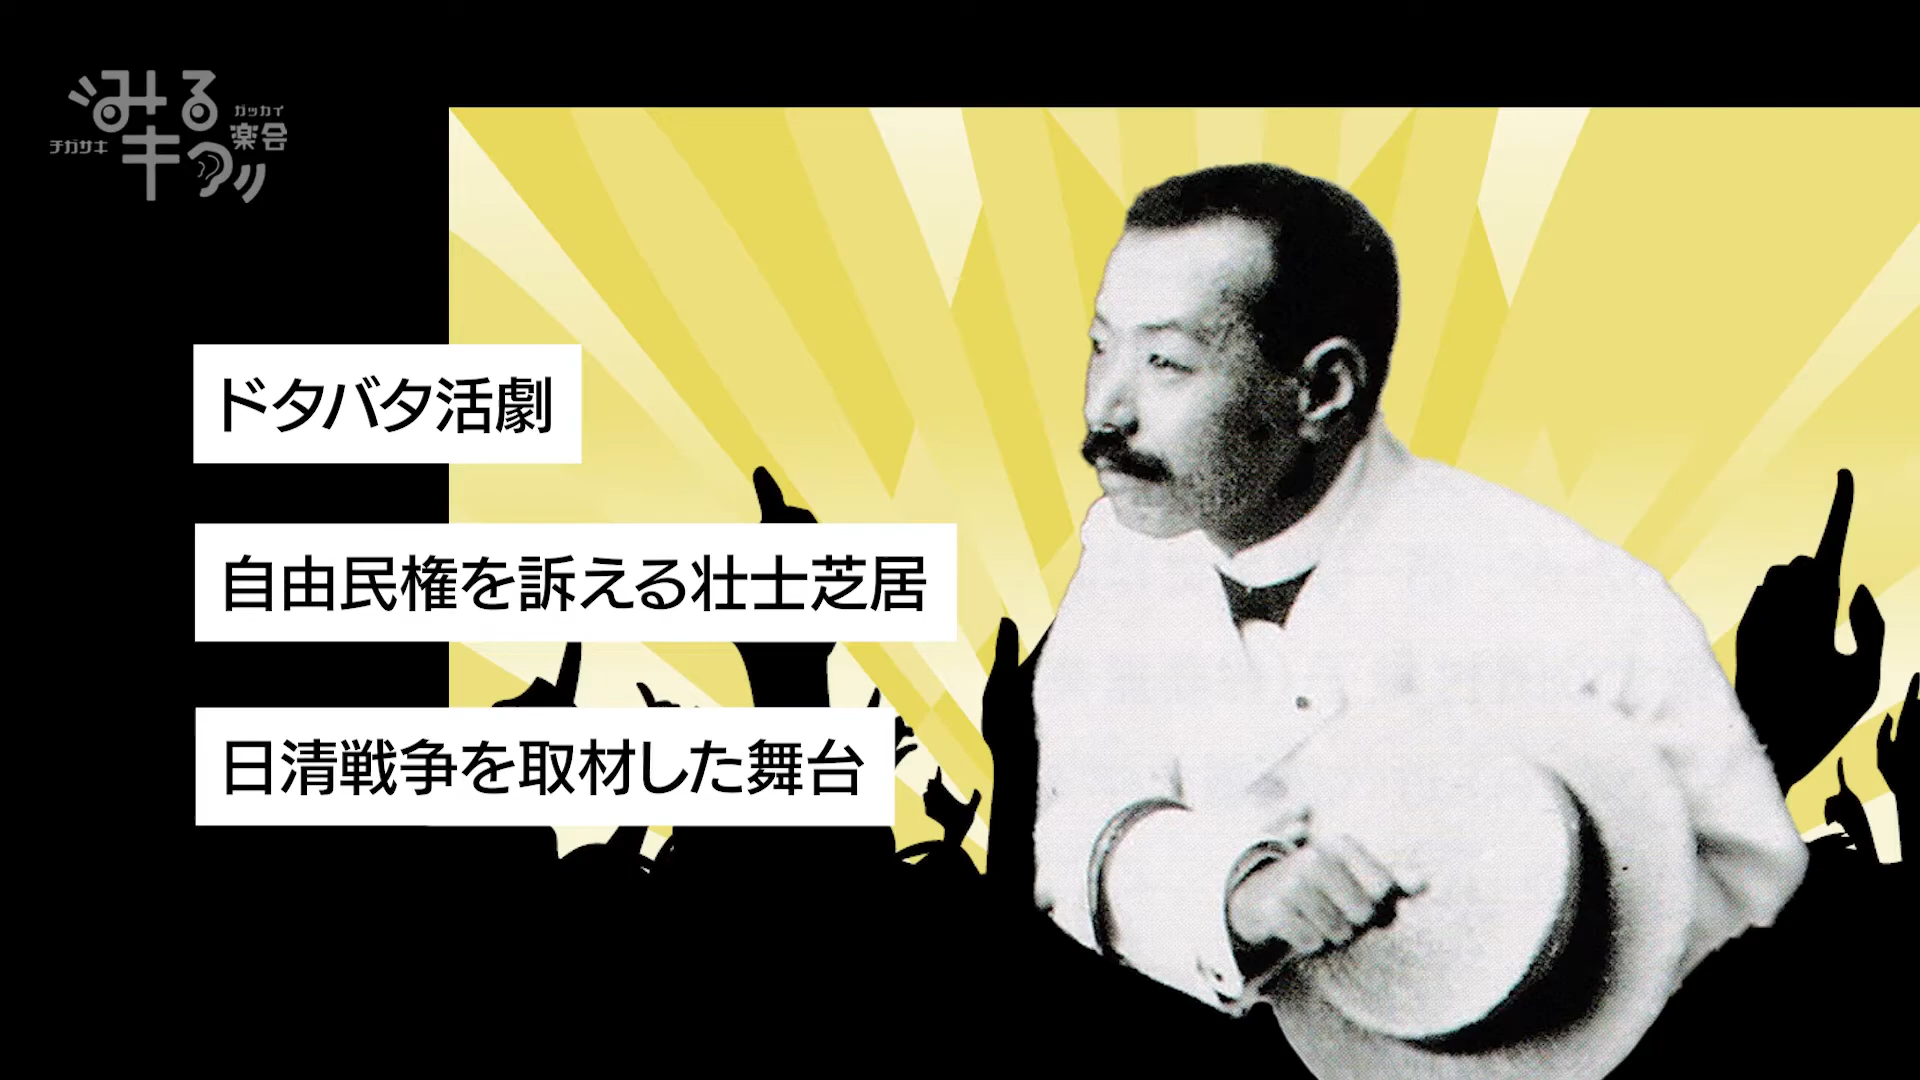 みる
ガッカイ
チガサキ
キク
楽会
ドタバタ活劇
自由民権を訴える壮士芝居
日清戦争を取材した舞台